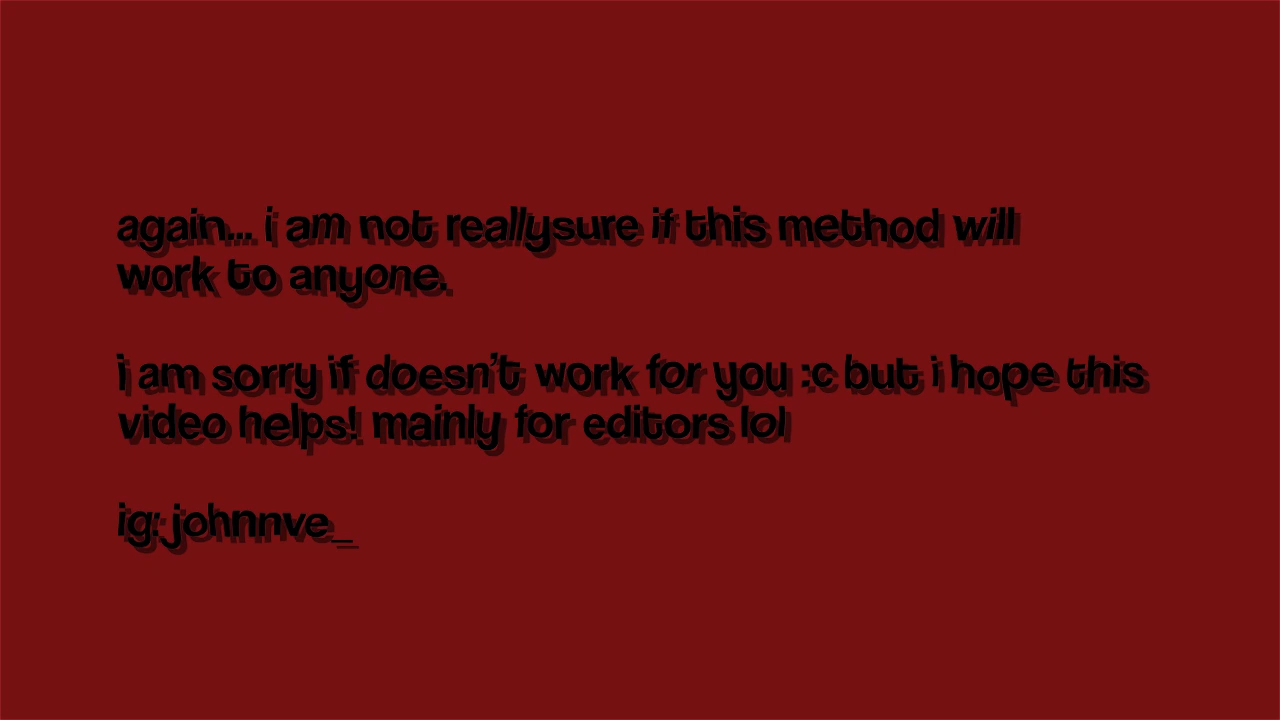 again... i am not reallysure if this method will
work to anyone.
i am sorry if doesn't work for you :c but i hope this
video helps! mainly for editors lol
ig: johnnve_